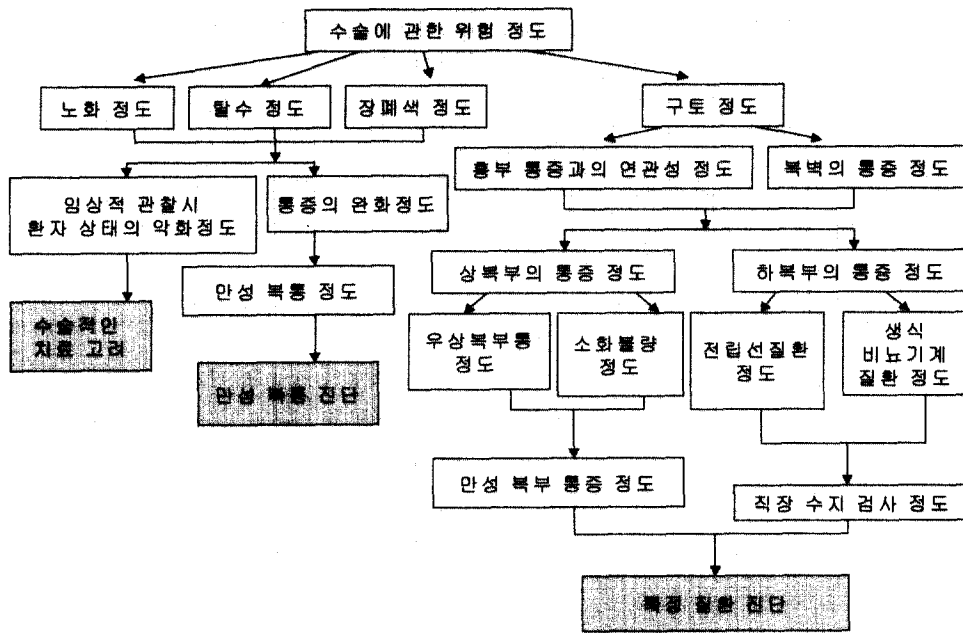 수술에 관한 위험 정도
노화 정도
탈수 정도
장폐색 정도
구토 정도
흉부 통증과의 연관성 정도
복벽의 통증 정도
임상적 관찰시
환자 상태의 악화정도
통증의 완화정도
상복부의 통증 정도
하복부의 통증 정도
만성 복통 정도
수술적인
치료 고려
우상복부통
정도
소화불량
정도
전립선질환
정도
생식
비뇨기계
질환 정도
만성 복통 진단
만성 복부 통증 정도
직장 수지 검사 정도
특정 질환 진단